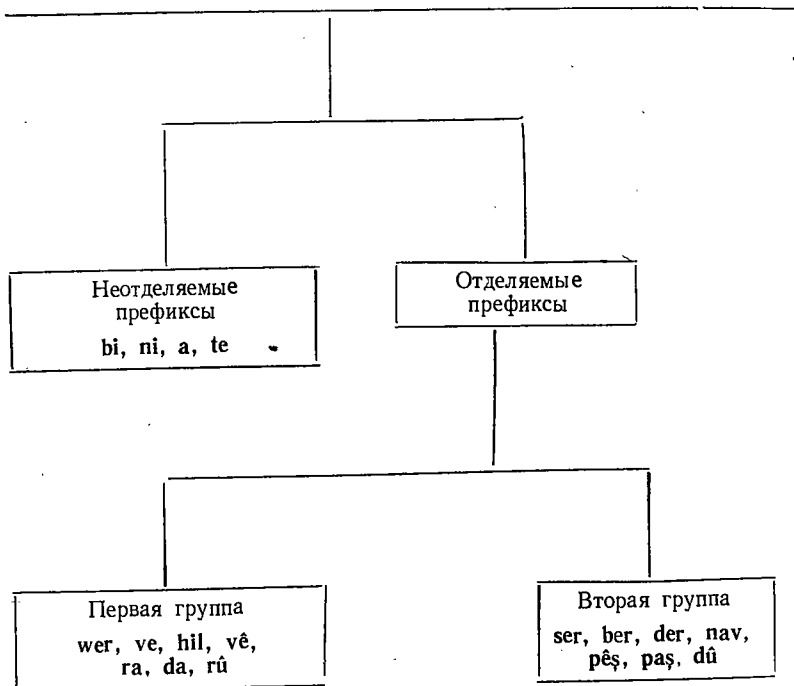 Неотделяемые
префиксы
bi, ni, a, te
Отделяемые
префиксы
Первая группа
wer, ve, hil, vê,
ra, da, rû
Вторая группа
ser, ber, der, nav,
pêş, paş, dû